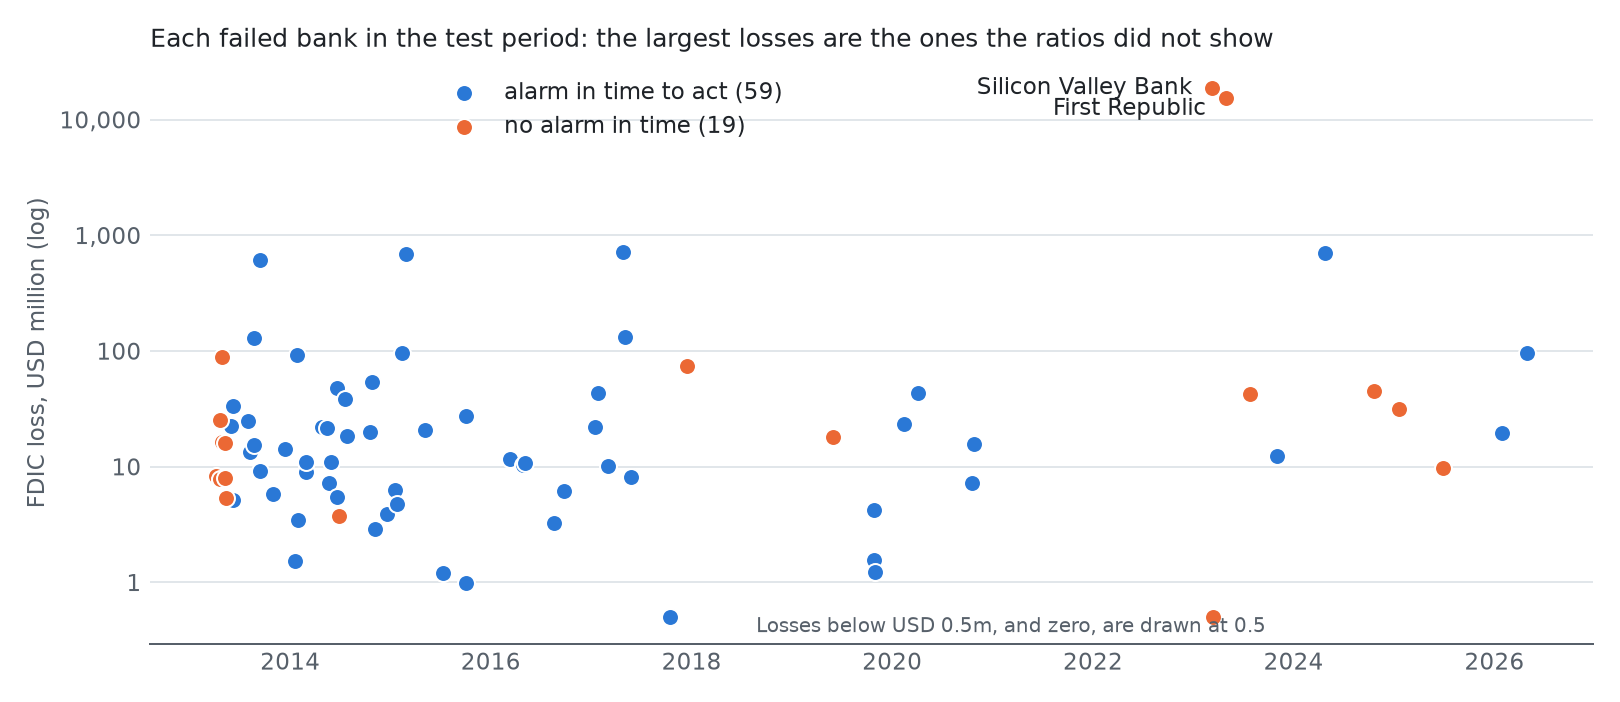 Each failed bank in the test period: the largest losses are the ones the ratios did not show
alarm in time to act (59)
no alarm in time (19)
Silicon Valley Bank
First Republic
FDIC loss, USD million (log)
10,000
1,000
100
10
1
Losses below USD 0.5m, and zero, are drawn at 0.5
2014 2016 2018 2020 2022 2024 2026